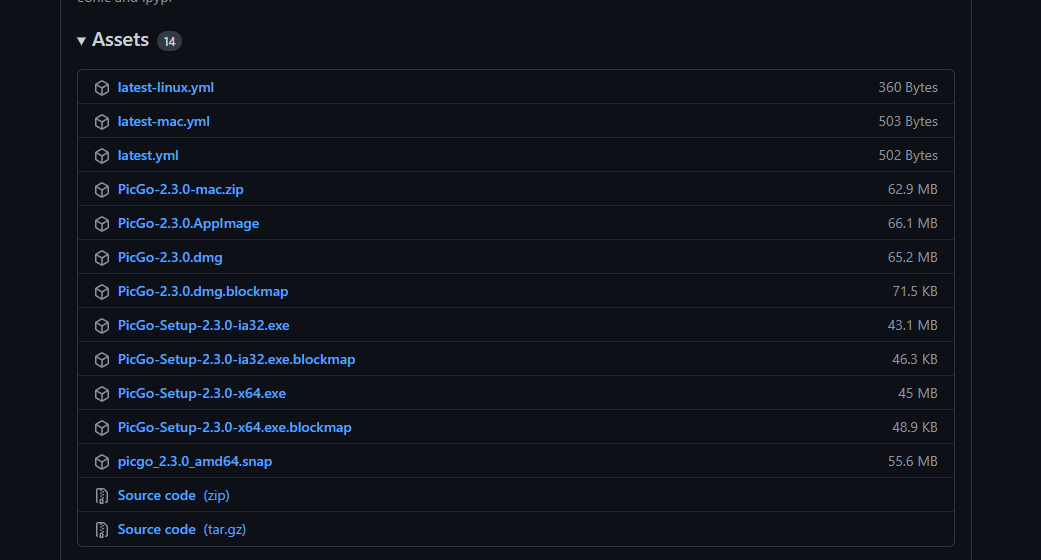 Assets 14
latest-linux.yml 360 Bytes
latest-mac.yml 503 Bytes
latest.yml 502 Bytes
PicGo-2.3.0-mac.zip 62.9 MB
PicGo-2.3.0.AppImage 66.1 MB
PicGo-2.3.0.dmg 65.2 MB
PicGo-2.3.0.dmg.blockmap 71.5 KB
PicGo-Setup-2.3.0-ia32.exe 43.1 MB
PicGo-Setup-2.3.0-ia32.exe.blockmap 46.3 KB
PicGo-Setup-2.3.0-x64.exe 45 MB
PicGo-Setup-2.3.0-x64.exe.blockmap 48.9 KB
picgo_2.3.0_amd64.snap 55.6 MB
Source code (zip)
Source code (tar.gz)